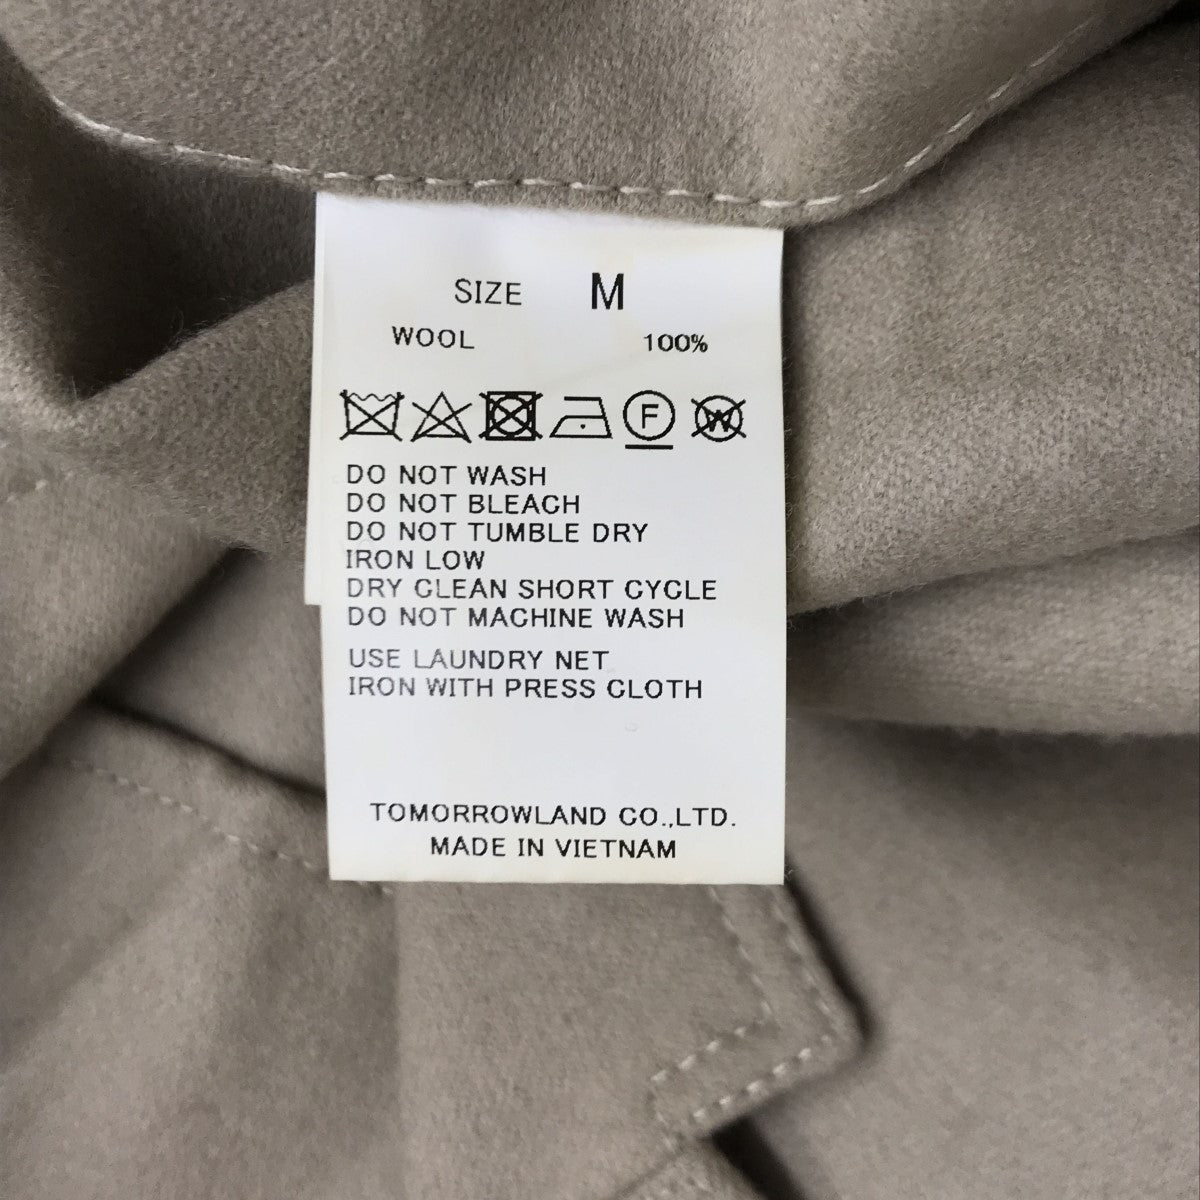 SIZE M
WOOL 100%
F W
DO NOT WASH
DO NOT BLEACH
DO NOT TUMBLE DRY
IRON LOW
DRY CLEAN SHORT CYCLE
DO NOT MACHINE WASH
USE LAUNDRY NET
IRON WITH PRESS CLOTH
TOMORROWLAND CO.,LTD.
MADE IN VIETNAM